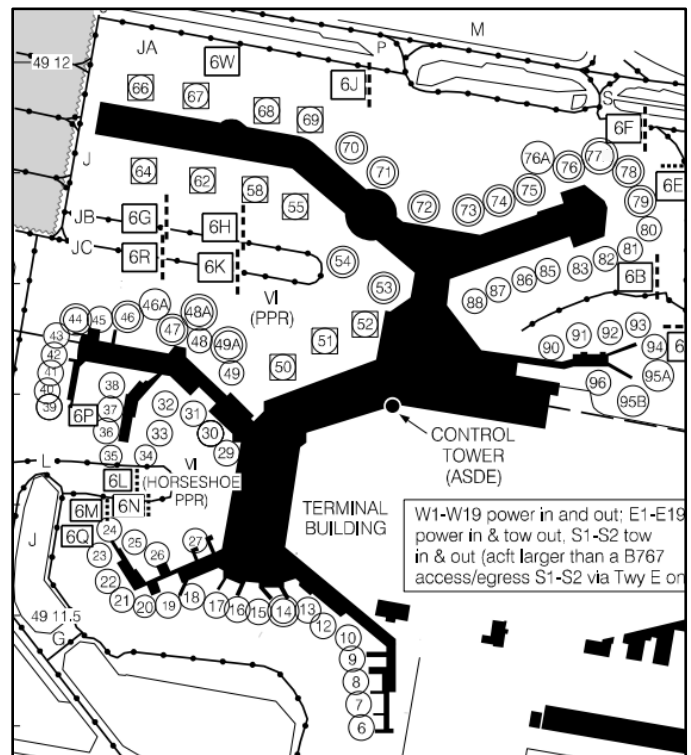 M
JA
6W
P
49 12
6J
66
67
68
69
S
6F
70
71
76A
76
77
78
6E
J
64
62
58
55
72
73
74
75
79
80
JB
6G
6H
JC
6R
6K
54
53
81
82
83
85
86
87
88
6B
VI
(PPR)
46A
48A
44
45
46
47
48
49A
49
52
51
50
43
42
41
40
39
38
37
36
6P
32
31
30
29
33
34
35
90
91
92
93
94
95A
95B
96
CONTROL
TOWER
(ASDE)
L
6L
VI
(HORSESHOE
PPR)
6M
6N
6Q
TERMINAL
BUILDING
W1-W19 power in and out; E1-E19
power in & tow out, S1-S2 tow
in & out (acft larger than a B767
access/egress S1-S2 via Twy E on
J
24
25
26
27
23
22
21
20
19
18
17
16
15
14
13
12
10
9
8
7
6
49 11.5
G